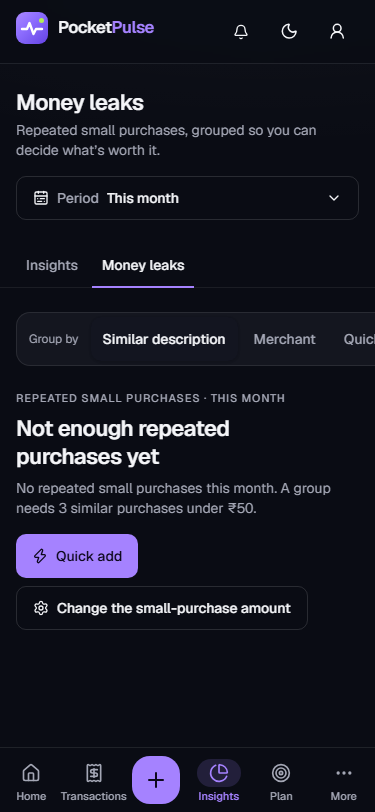 PocketPulse
Money leaks
Repeated small purchases, grouped so you can
decide what's worth it.
Period This month
Insights Money leaks
Group by Similar description Merchant Quick
REPEATED SMALL PURCHASES · THIS MONTH
Not enough repeated
purchases yet
No repeated small purchases this month. A group
needs 3 similar purchases under ₹50.
Quick add
Change the small-purchase amount
Home Transactions Insights Plan More